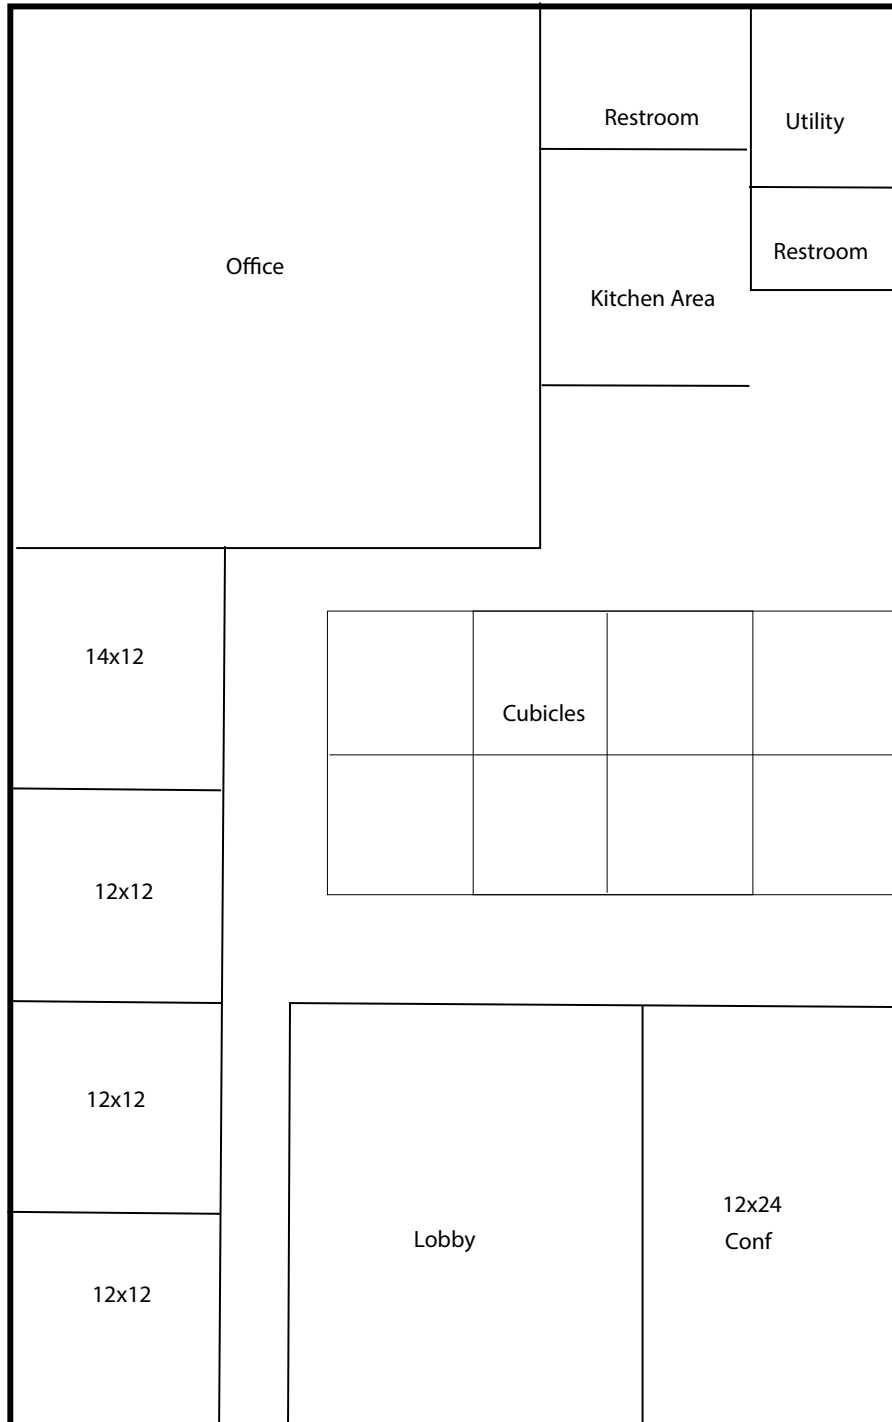 Restroom
Utility
Office
Restroom
Kitchen Area
14x12
Cubicles
12x12
12x12
12x24
Conf
Lobby
12x12